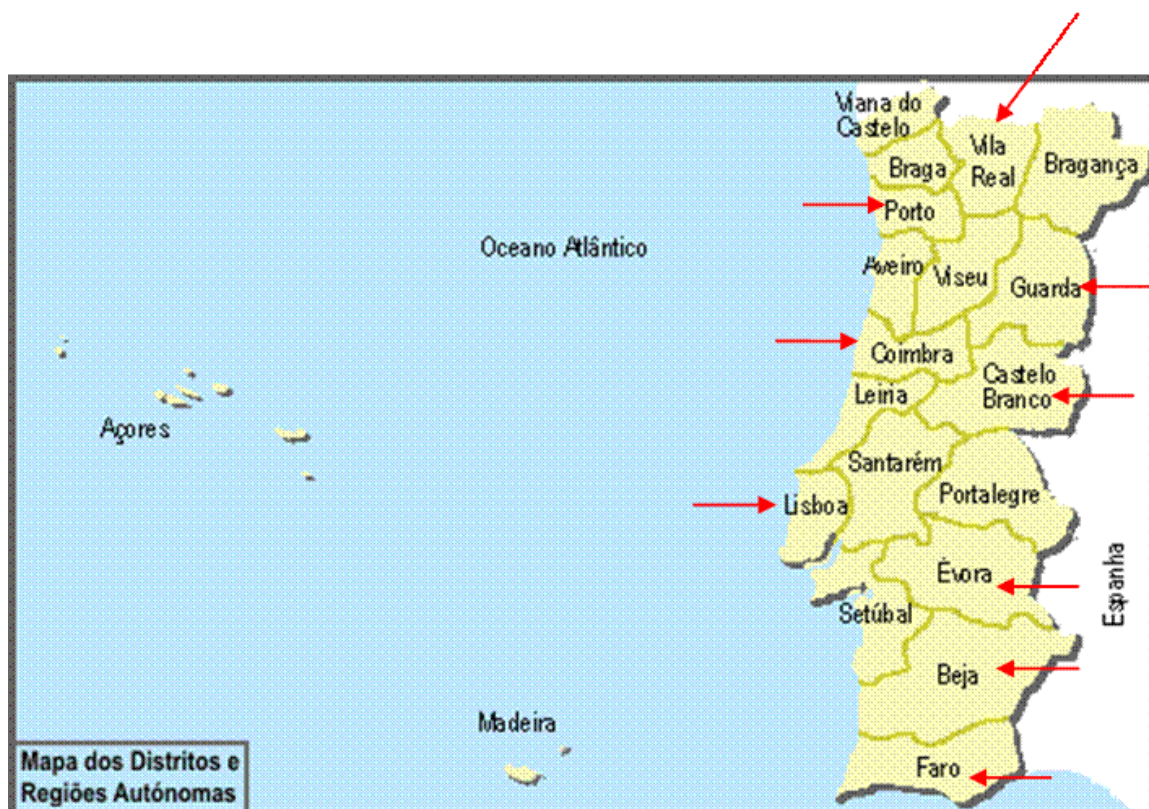 Viana do
Castelo
Braga
Vila
Real
Bragança
Porto
Oceano Atlântico
Aveiro
Viseu
Guarda
Coimbra
Castelo
Branco
Leiria
Açores
Santarém
Portalegre
Lisboa
Évora
Espanha
Setúbal
Beja
Madeira
Faro
Mapa dos Distritos e
Regiões Autónomas